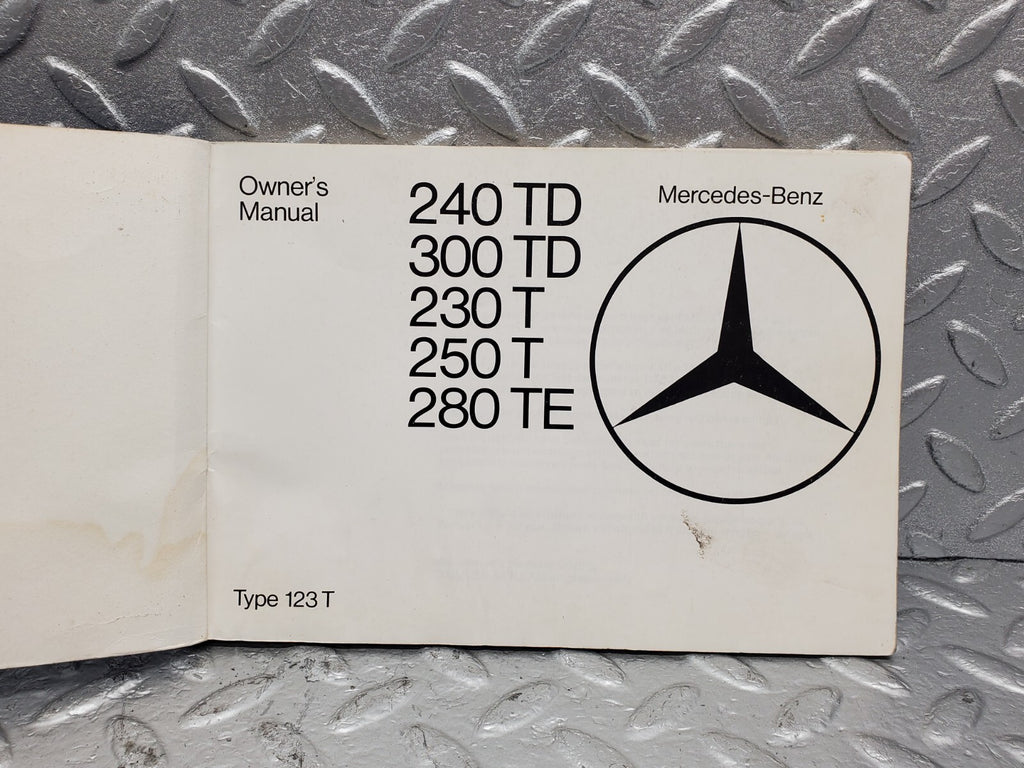 Owner's
Manual
240 TD
300 TD
230 T
250 T
280 TE
Mercedes-Benz
Type 123 T